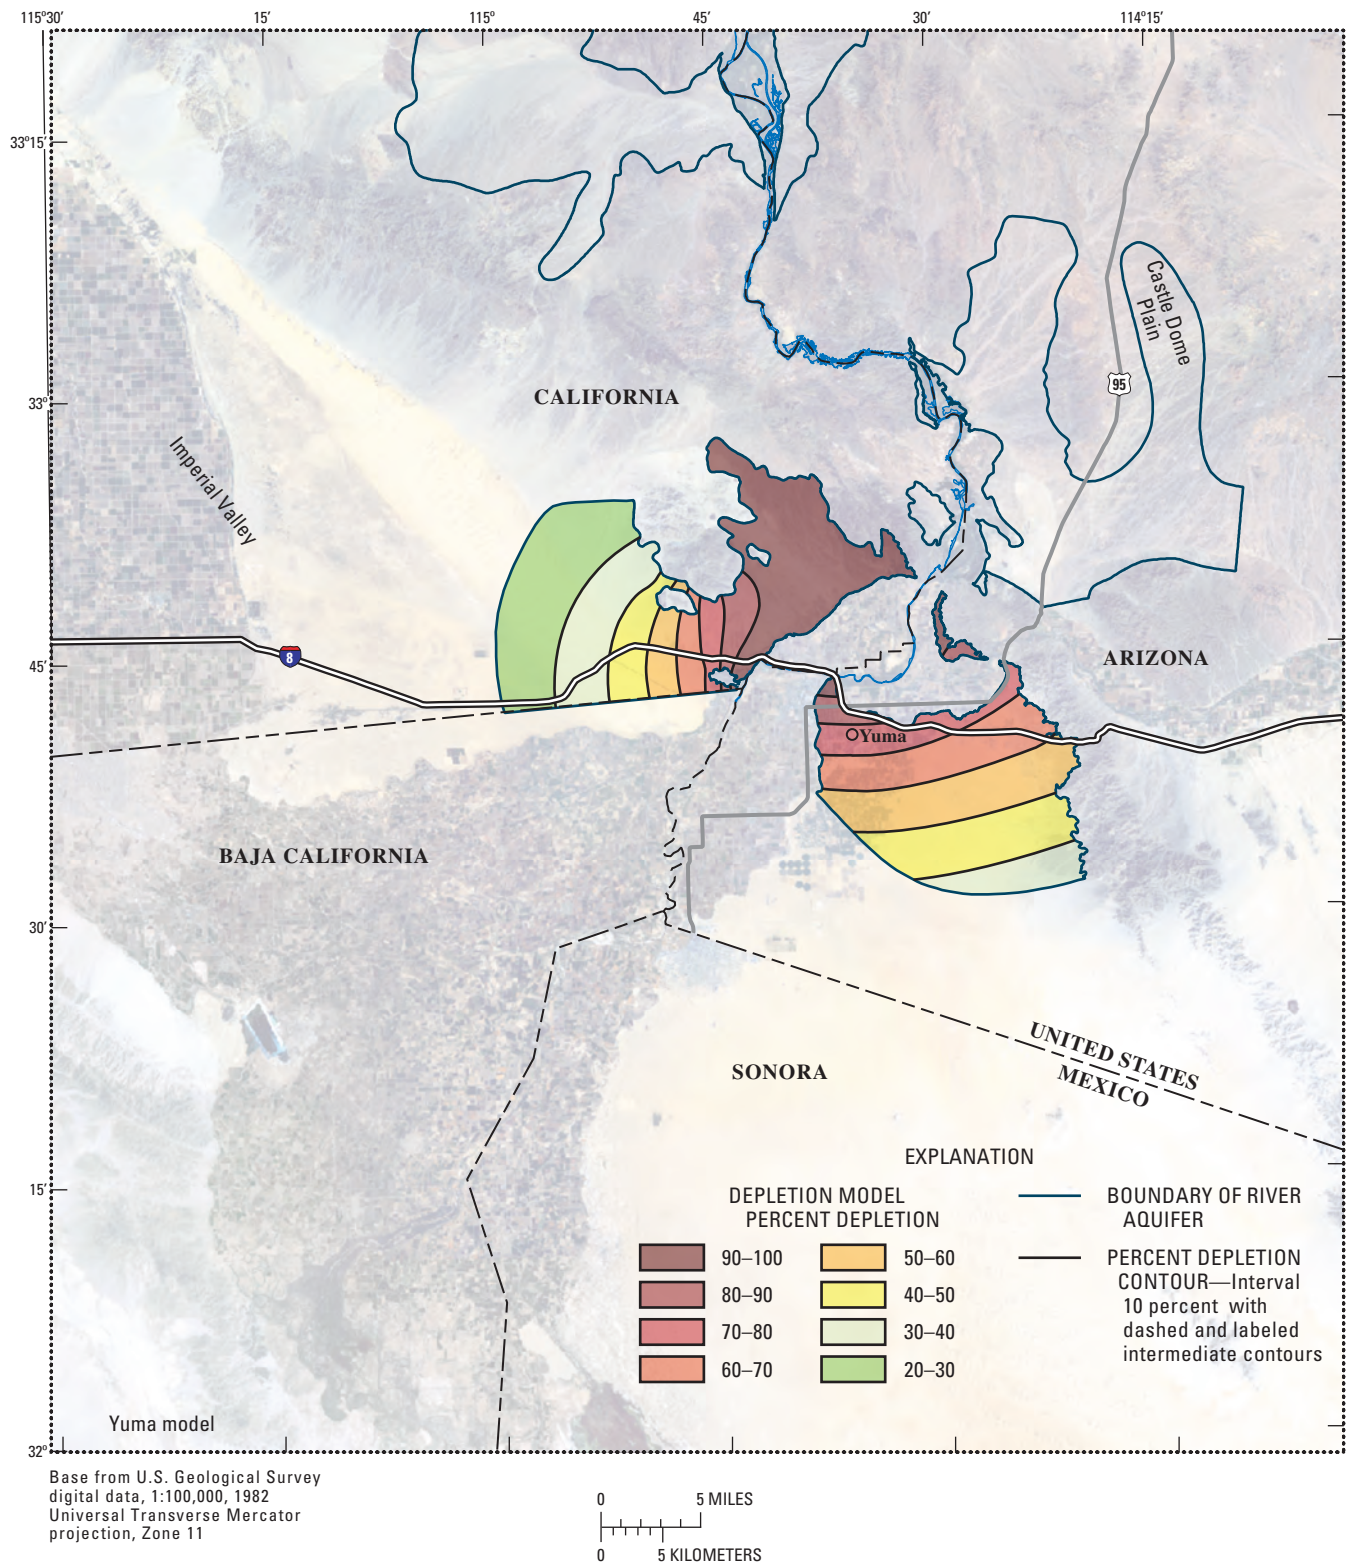 115°30′ 15′ 115° 45′ 30′ 114°15′
33°15′
Castle Dome
Plain
95
33°
CALIFORNIA
Imperial Valley
45′
8
ARIZONA
Yuma
BAJA CALIFORNIA
30′
UNITED STATES
MEXICO
SONORA
EXPLANATION
DEPLETION MODEL
PERCENT DEPLETION
90–100
80–90
70–80
60–70
50–60
40–50
30–40
20–30
BOUNDARY OF RIVER
AQUIFER
PERCENT DEPLETION
CONTOUR—Interval
10 percent with
dashed and labeled
intermediate contours
15′
Yuma model
32°
Base from U.S. Geological Survey
digital data, 1:100,000, 1982
Universal Transverse Mercator
projection, Zone 11
0 5 MILES
0 5 KILOMETERS